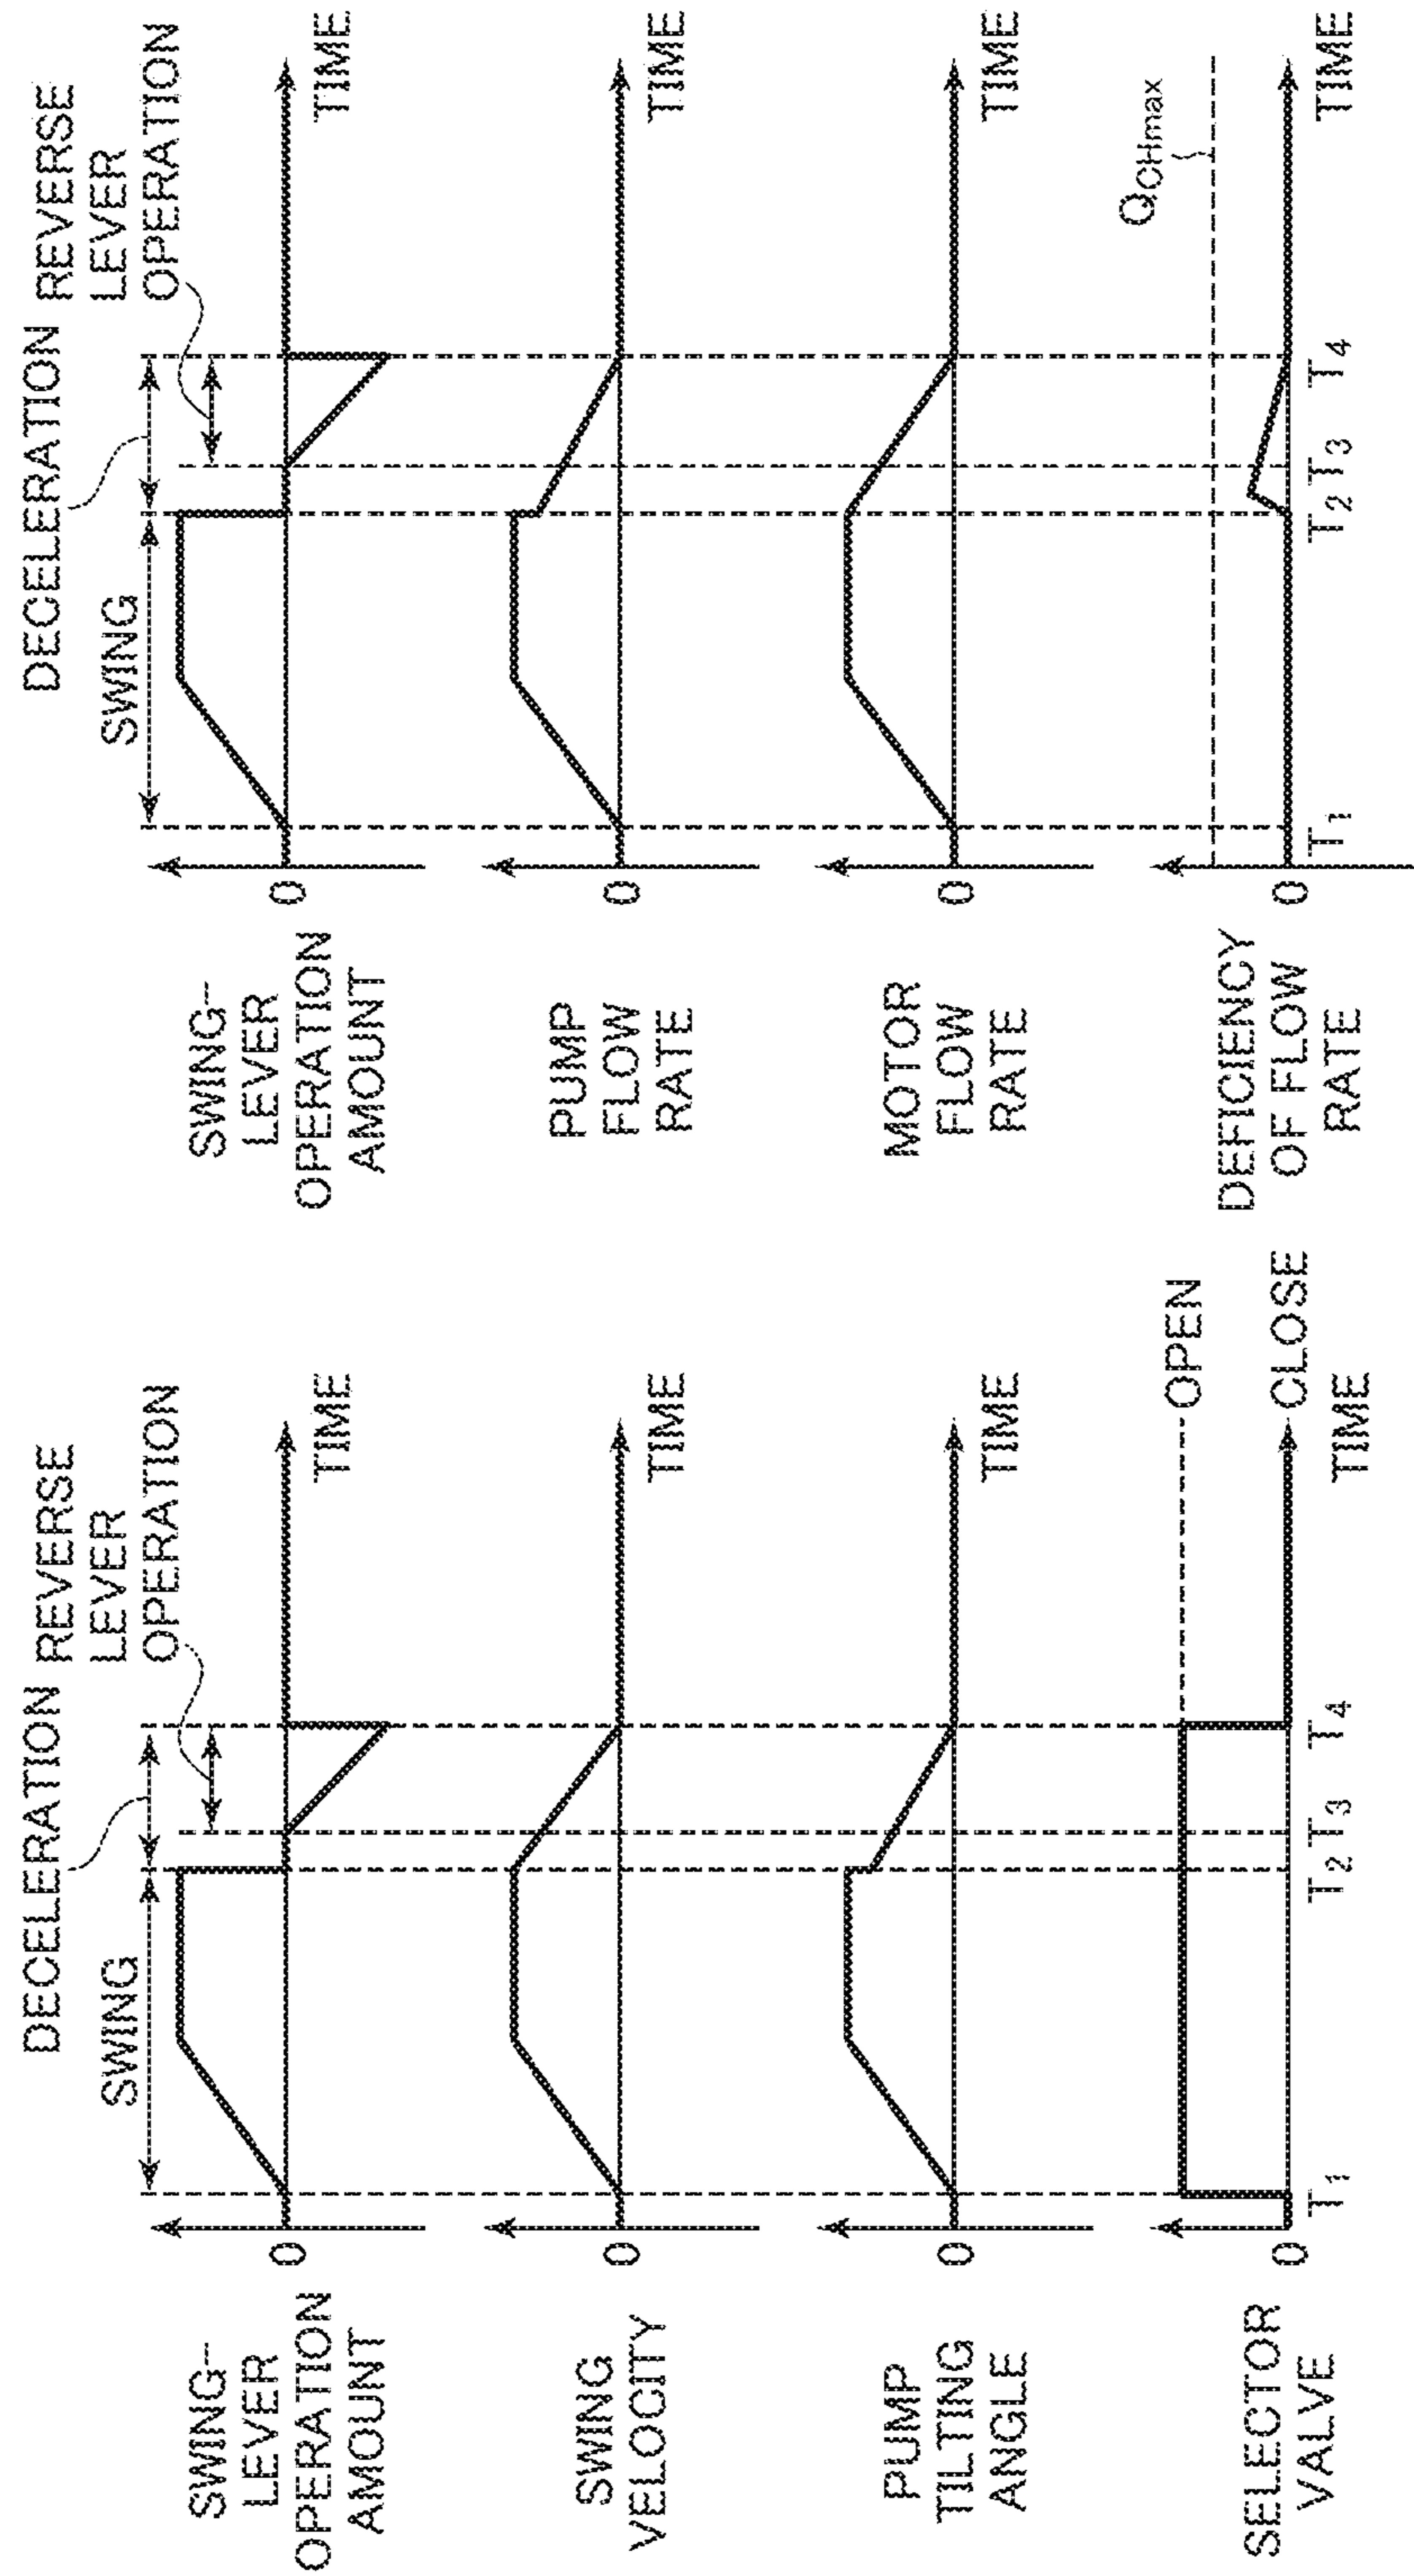 DECELERATION
SWING
REVERSE
LEVER
OPERATION
SWING-
LEVER
OPERATION
AMOUNT
0
TIME
SWING
VELOCITY
0
TIME
PUMP
TILTING
ANGLE
0
TIME
SELECTOR
VALVE
0
OPEN
CLOSE
TIME
T1
T2
T3
T4
DECELERATION
SWING
REVERSE
LEVER
OPERATION
SWING-
LEVER
OPERATION
AMOUNT
0
TIME
PUMP
FLOW
RATE
0
TIME
MOTOR
FLOW
RATE
0
TIME
DEFICIENCY
OF FLOW
RATE
0
QCHmax
TIME
T1
T2
T3
T4